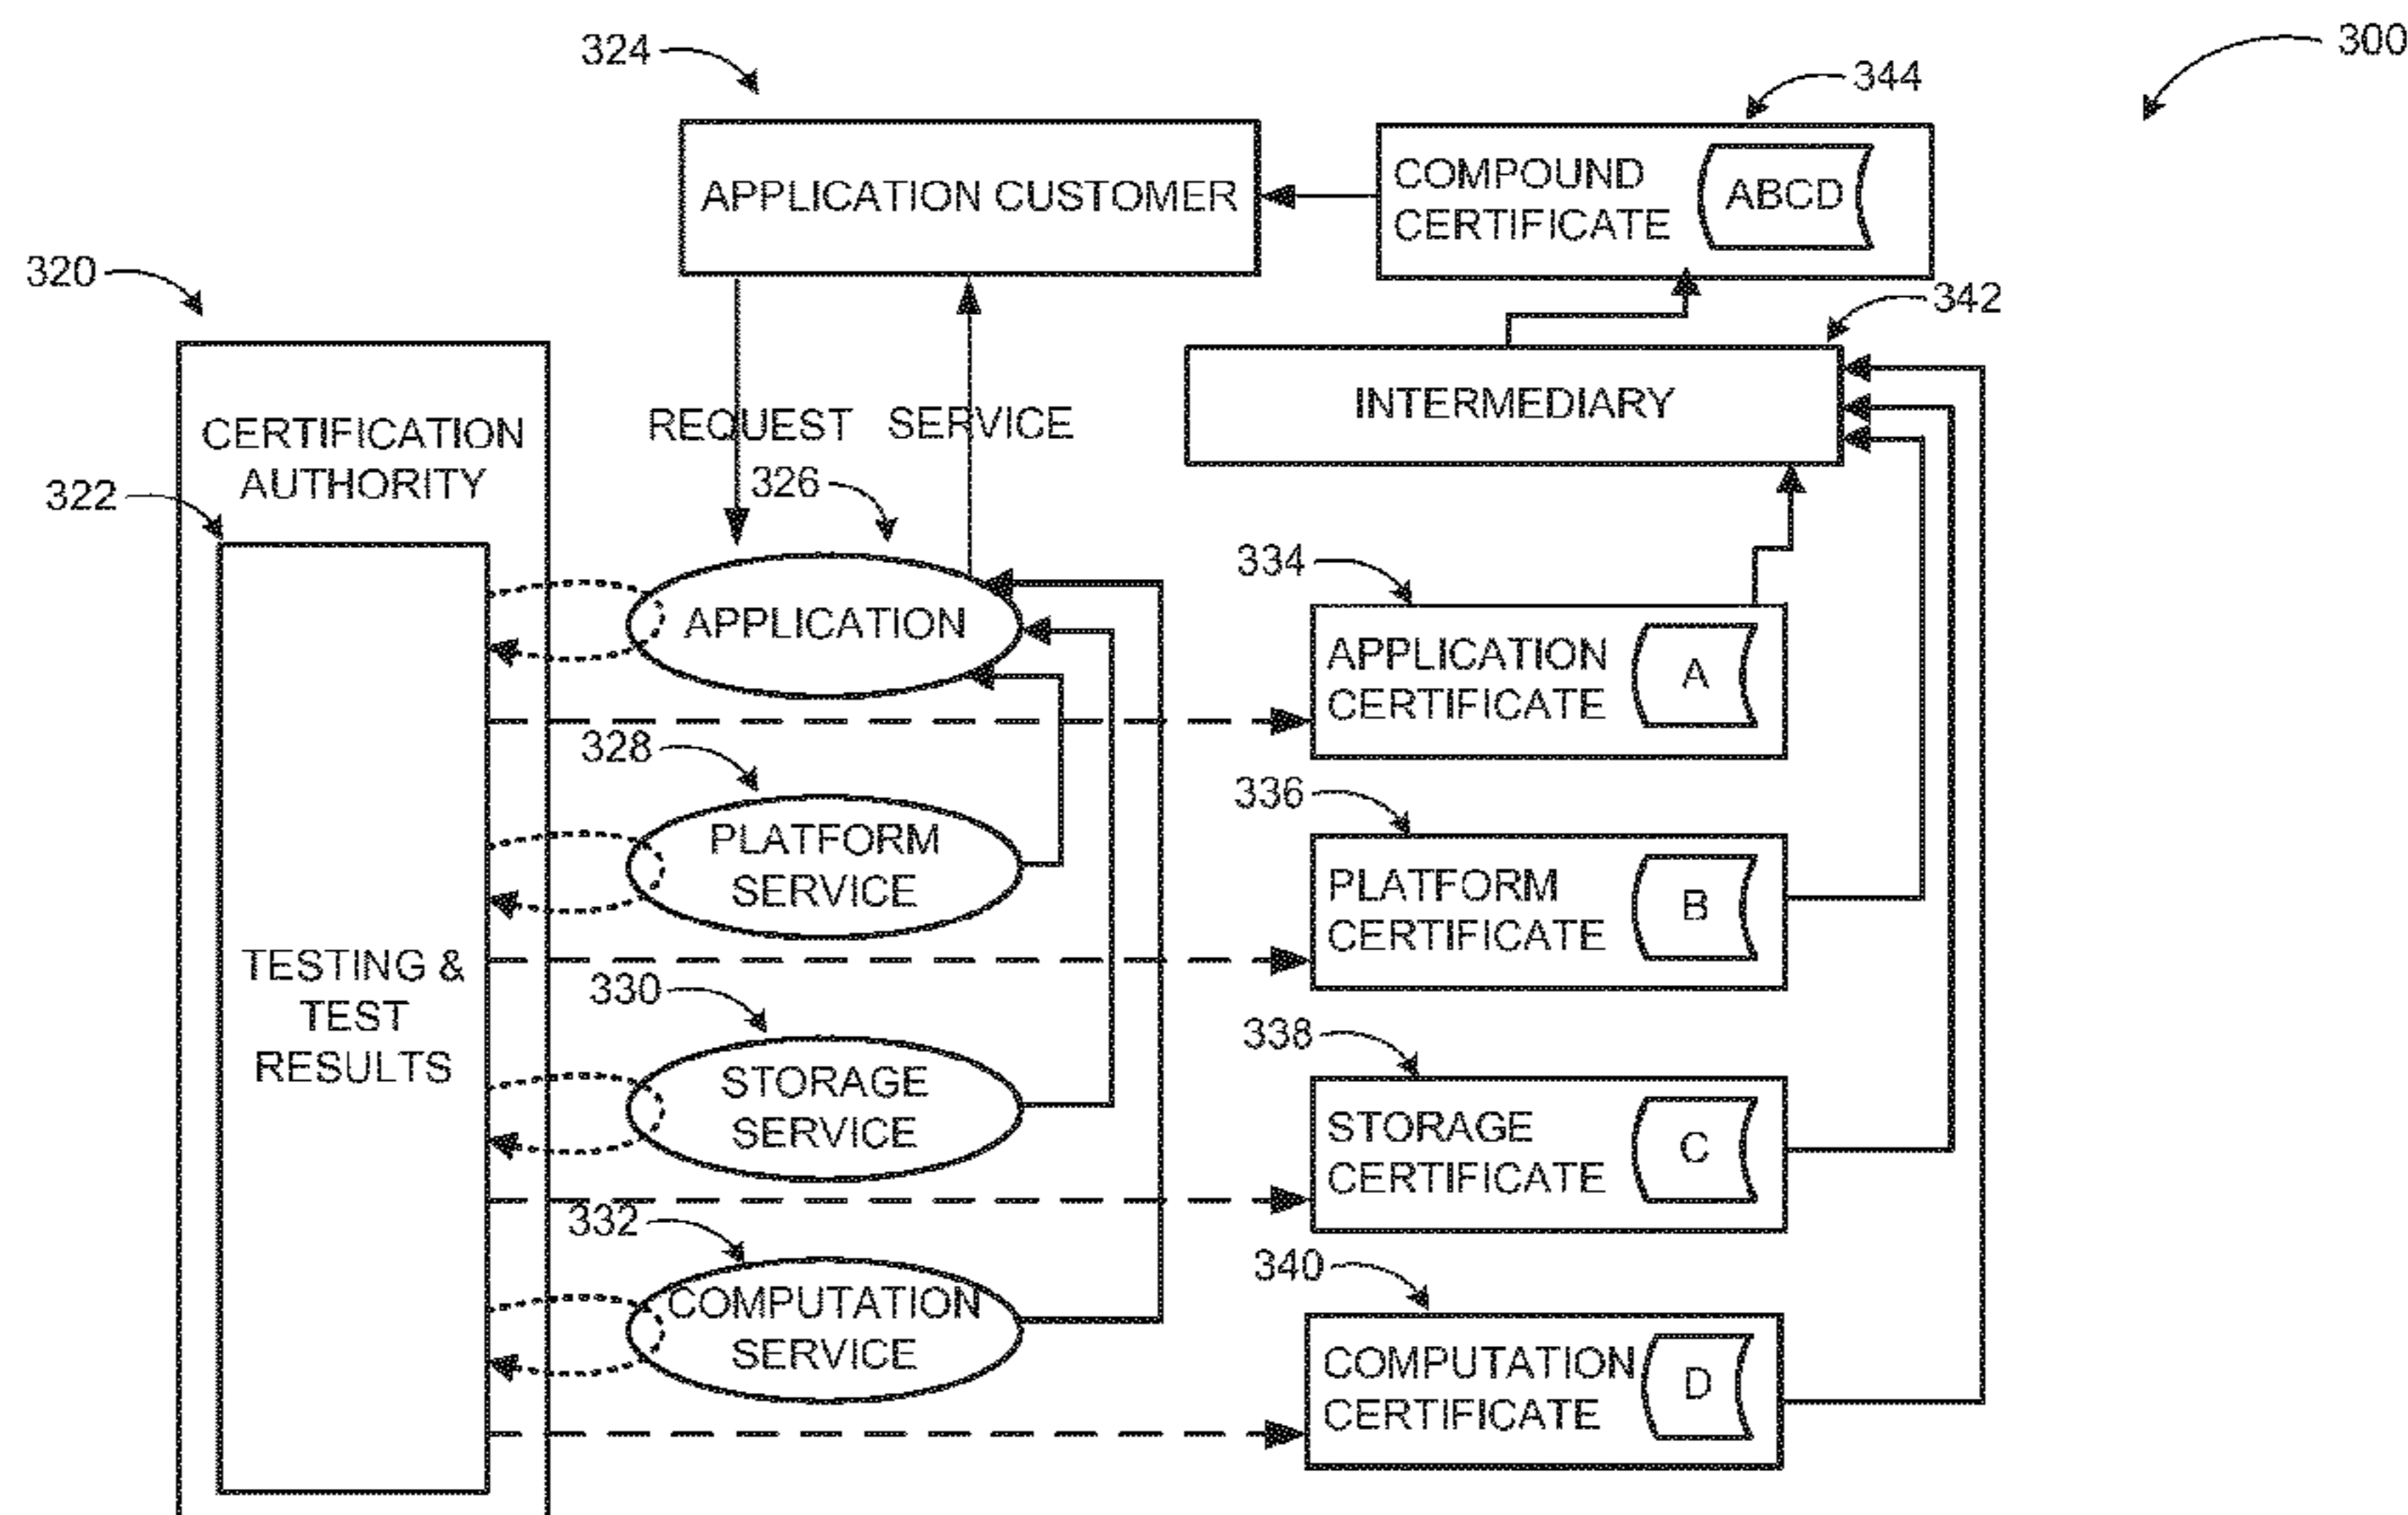 300
324
344
APPLICATION CUSTOMER
COMPOUND
CERTIFICATE
ABCD
320
342
CERTIFICATION
AUTHORITY
REQUEST
SERVICE
INTERMEDIARY
322
326
334
APPLICATION
APPLICATION
CERTIFICATE
A
328
336
PLATFORM
SERVICE
PLATFORM
CERTIFICATE
B
TESTING &
TEST
RESULTS
330
338
STORAGE
SERVICE
STORAGE
CERTIFICATE
C
332
340
COMPUTATION
SERVICE
COMPUTATION
CERTIFICATE
D